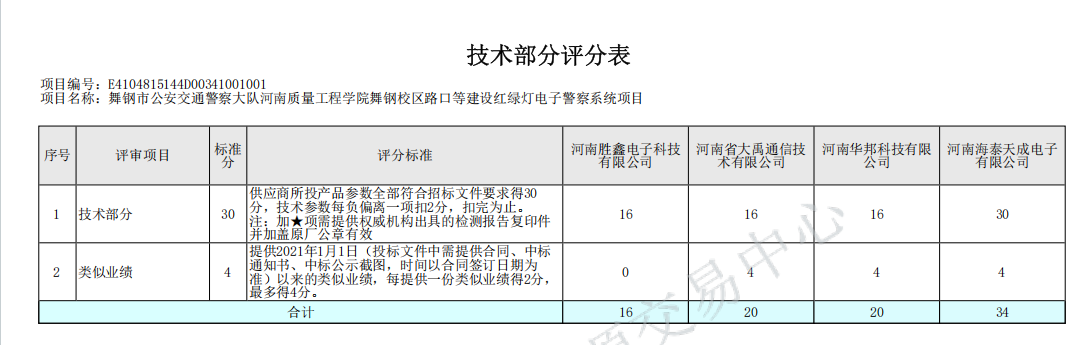 技术部分评分表
项目编号：E4104815144D00341001001
项目名称：舞钢市公安交通警察大队河南质量工程学院舞钢校区路口等建设红绿灯电子警察系统项目
序号 评审项目 标准分 评分标准 河南胜鑫电子科技有限公司 河南省大禹通信技术有限公司 河南华邦科技有限公司 河南海泰天成电子有限公司
1 技术部分 30
供应商所投产品参数全部符合招标文件要求得30
分，技术参数每负偏离一项扣2分，扣完为止。
注：加★项需提供权威机构出具的检测报告复印件
并加盖原厂公章有效
16 16 16 30
2 类似业绩 4
提供2021年1月1日（投标文件中需提供合同、中标
通知书、中标公示截图，时间以合同签订日期为
准）以来的类似业绩，每提供一份类似业绩得2分，
最多得4分。
0 4 4 4
合计 16 20 20 34
源交易中心